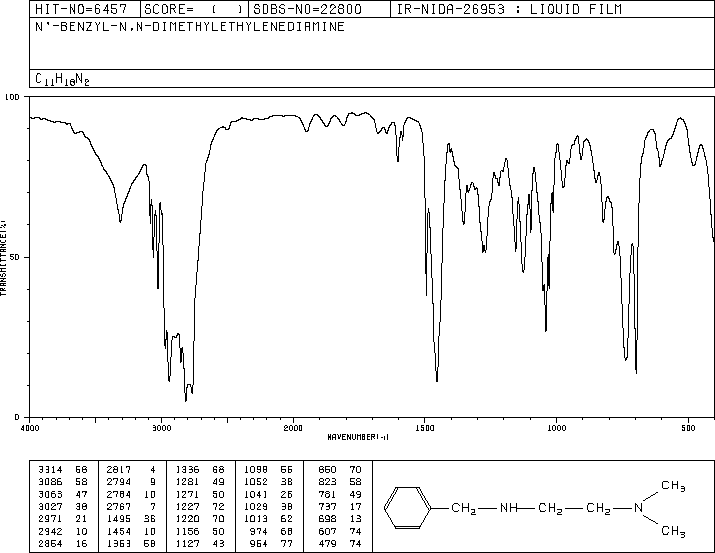 HIT-NO=6457 SCORE= ( ) SDBS-NO=22800 IR-NIDA-26953 : LIQUID FILM
N'-BENZYL-N,N-DIMETHYLETHYLENEDIAMINE
C11H18N2
100
TRANSMITTANCE(%)
50
0
4000 3000 2000 1500 1000 500
WAVENUMBER(-1)
3314 58 2817 4 1336 68 1098 55 850 70
3086 58 2794 9 1281 49 1052 38 823 58
3063 47 2784 10 1271 50 1041 25 781 49
3027 38 2767 7 1227 72 1029 38 737 17
2971 21 1495 36 1220 70 1013 62 698 13
2942 10 1454 10 1156 50 974 68 607 74
2854 16 1353 58 1127 43 954 77 479 74
CH2 NH CH2 CH2 N CH3
CH3